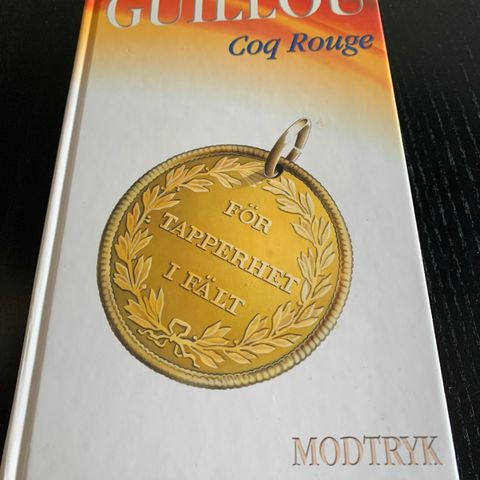 GUILLOU
Coq Rouge
FÖR
TAPPERHET
I FÄLT
MODTRYK